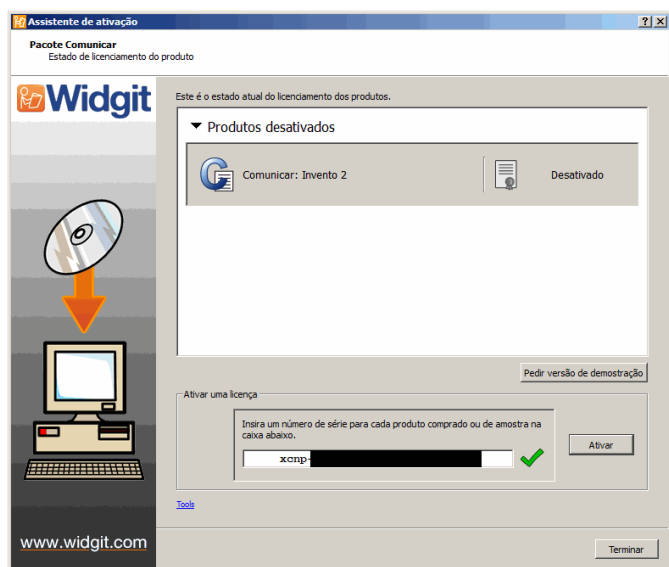 Assistente de ativação
Pacote Comunicar
Estado de licenciamento do produto
Widgit
Este é o estado atual do licenciamento dos produtos.
Produtos desativados
Comunicar: Invento 2
Desativado
Pedir versão de demostração
Ativar uma licença
Insira um número de série para cada produto comprado ou de amostra na
caixa abaixo.
xcnp-
Ativar
Tools
www.widgit.com
Terminar